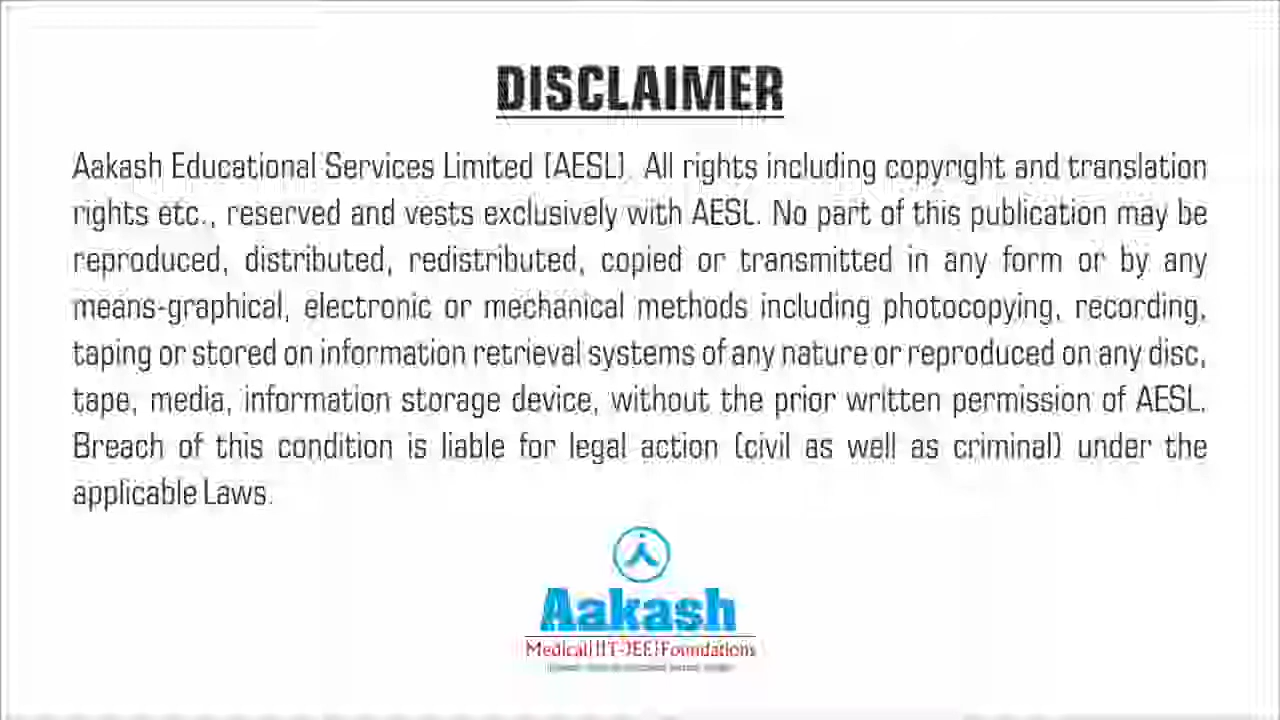 DISCLAIMER
Aakash Educational Services Limited (AESL). All rights including copyright and translation
rights etc., reserved and vests exclusively with AESL. No part of this publication may be
reproduced, distributed, redistributed, copied or transmitted in any form or by any
means-graphical, electronic or mechanical methods including photocopying, recording,
taping or stored on information retrieval systems of any nature or reproduced on any disc,
tape, media, information storage device, without the prior written permission of AESL.
Breach of this condition is liable for legal action (civil as well as criminal) under the
applicable Laws.
Aakash
Medical|IIT-JEE|Foundations